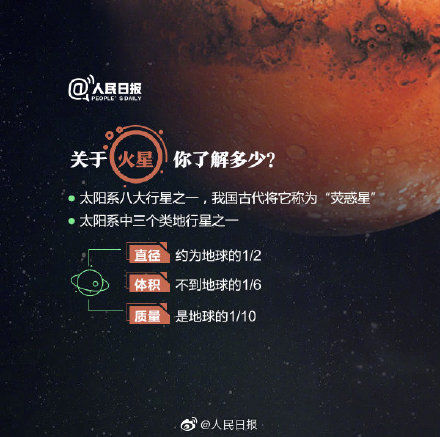 @人民日报
PEOPLE'S DAILY
关于火星你了解多少？
太阳系八大行星之一，我国古代将它称为“荧惑星”
太阳系中三个类地行星之一
直径 约为地球的1/2
体积 不到地球的1/6
质量 是地球的1/10
@人民日报